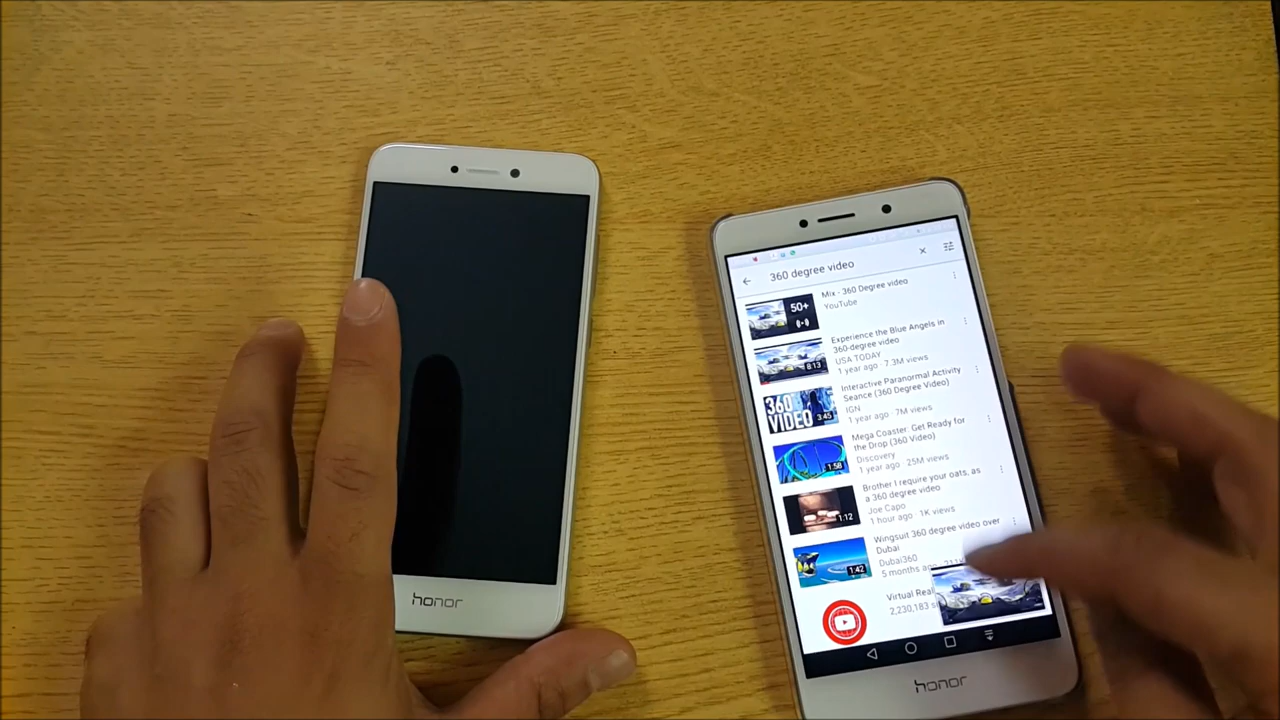 360 degree video
Mix - 360 Degree video
YouTube
50+
Experience the Blue Angels in
360-degree video
USA TODAY
1 year ago · 7.3M views
8:13
Interactive Paranormal Activity
Seance (360 Degree Video)
IGN
1 year ago · 7M views
360
VIDEO
3:45
Mega Coaster: Get Ready for
the Drop (360 Video)
Discovery
1 year ago · 25M views
1:58
Brother I require your oats, as
a 360 degree video
Joe Capo
1 hour ago · 1K views
1:12
Wingsuit 360 degree video over
Dubai
Dubai360
5 months ago
1:42
Virtual Real
2,230,183 s
honor
honor